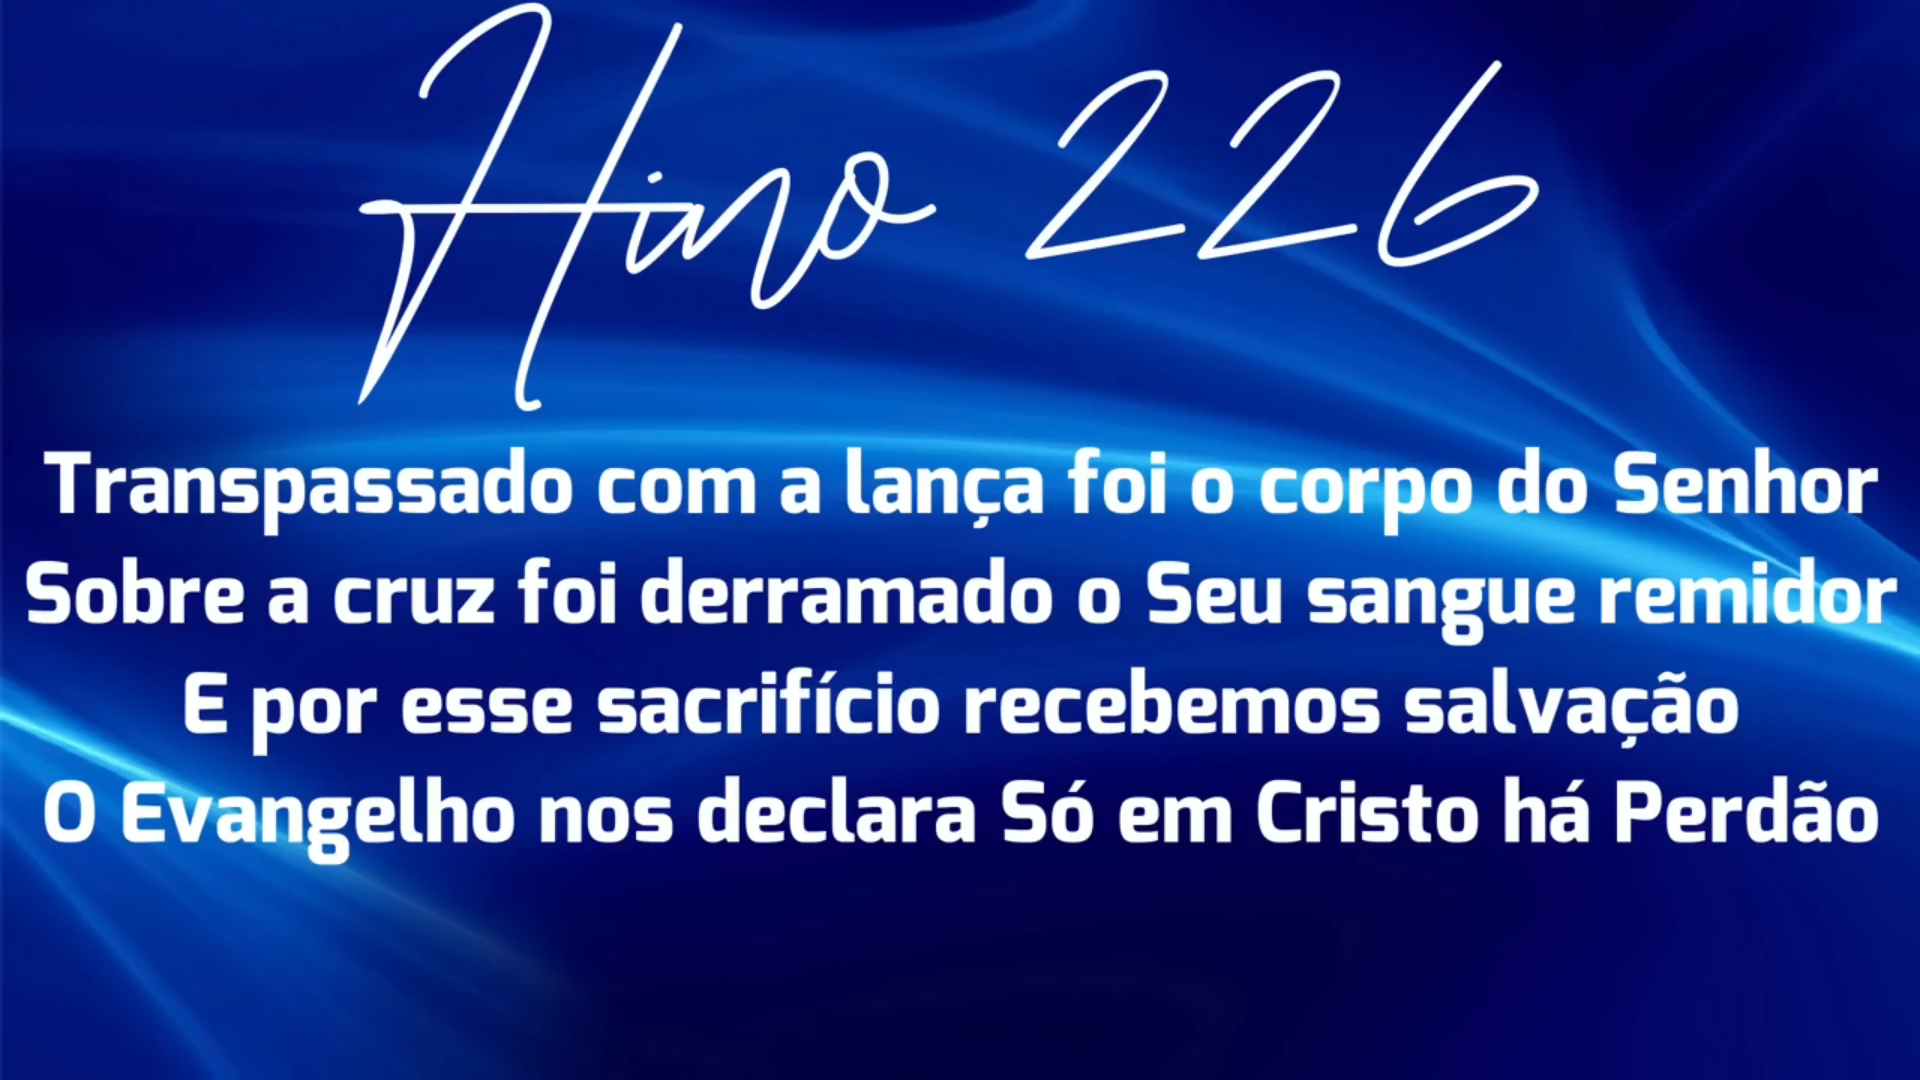 Hino 226
Transpassado com a lança foi o corpo do Senhor
Sobre a cruz foi derramado o Seu sangue remidor
E por esse sacrifício recebemos salvação
O Evangelho nos declara Só em Cristo há Perdão